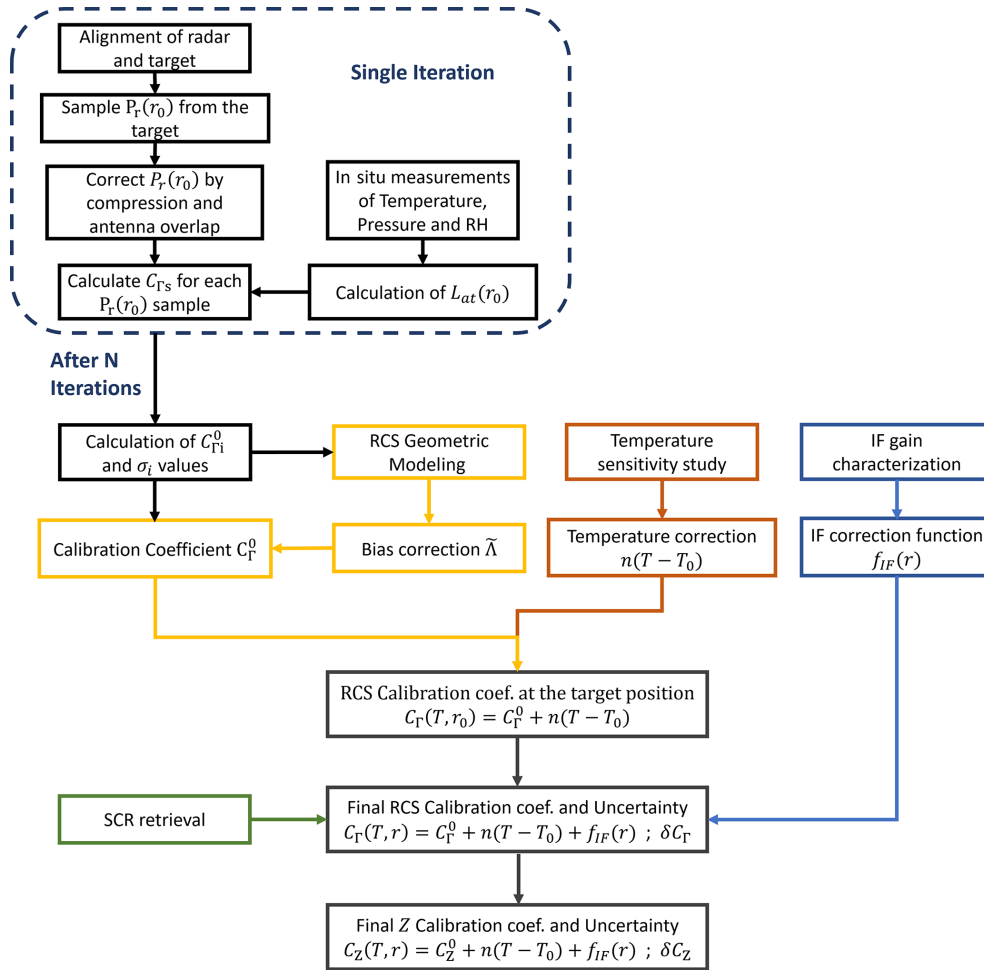 Alignment of radar
and target
Single Iteration
Sample P_r(r_0) from the
target
Correct P_r(r_0) by
compression and
antenna overlap
In situ measurements
of Temperature,
Pressure and RH
Calculate C_Γs for each
P_r(r_0) sample
Calculation of L_at(r_0)
After N
Iterations
Calculation of C_Γi^0
and σ_i values
RCS Geometric
Modeling
Temperature
sensitivity study
IF gain
characterization
Calibration Coefficient C_Γ^0
Bias correction Λ̃
Temperature correction
n(T − T_0)
IF correction function
f_IF(r)
RCS Calibration coef. at the target position
C_Γ(T, r_0) = C_Γ^0 + n(T − T_0)
SCR retrieval
Final RCS Calibration coef. and Uncertainty
C_Γ(T, r) = C_Γ^0 + n(T − T_0) + f_IF(r) ; δC_Γ
Final Z Calibration coef. and Uncertainty
C_Z(T, r) = C_Z^0 + n(T − T_0) + f_IF(r) ; δC_Z